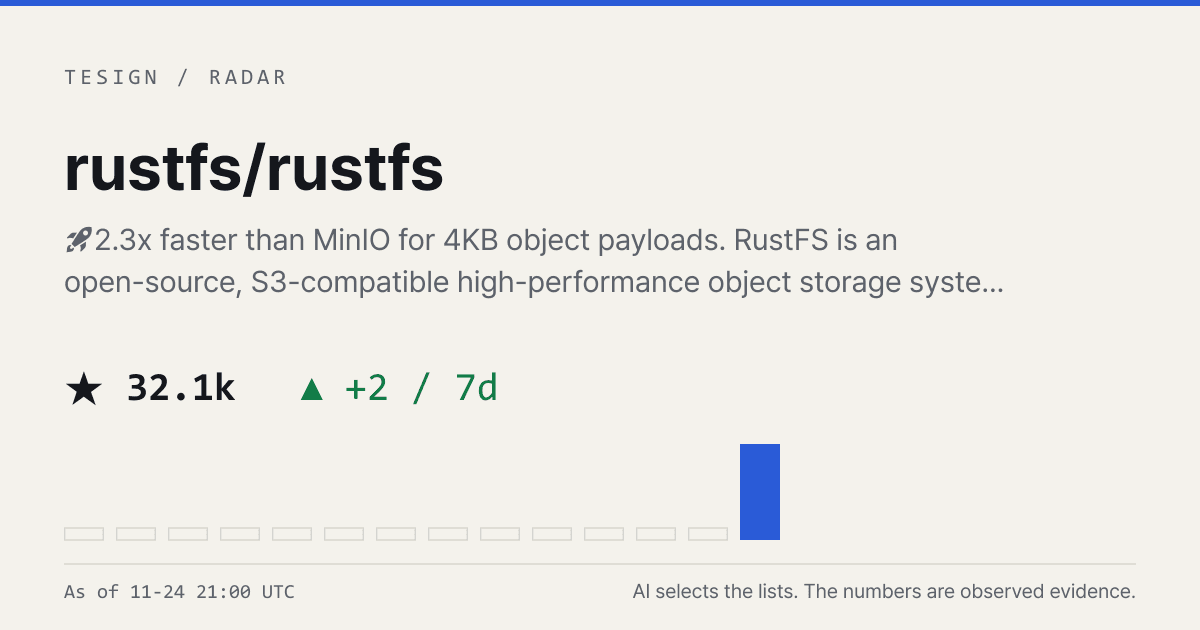 TESIGN / RADAR
rustfs/rustfs
🚀2.3x faster than MinIO for 4KB object payloads. RustFS is an
open-source, S3-compatible high-performance object storage syste…
★ 32.1k ▲ +2 / 7d
As of 11-24 21:00 UTC
AI selects the lists. The numbers are observed evidence.